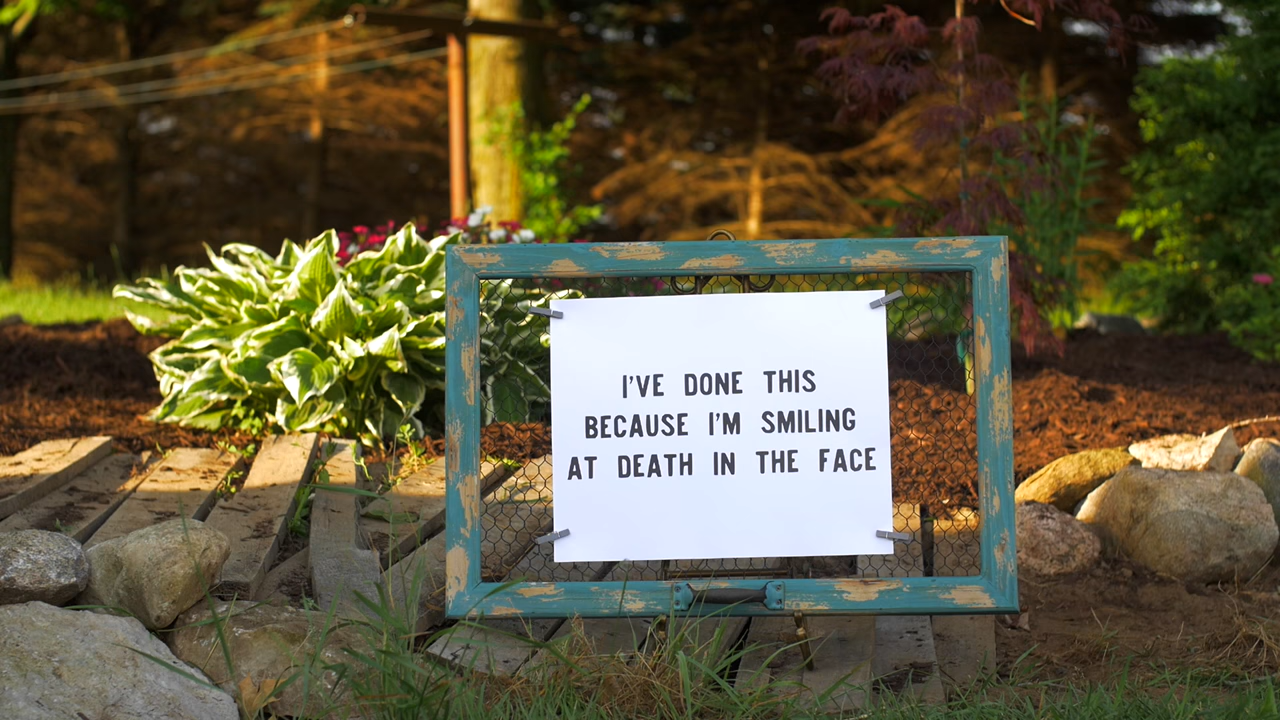 I'VE DONE THIS
BECAUSE I'M SMILING
AT DEATH IN THE FACE